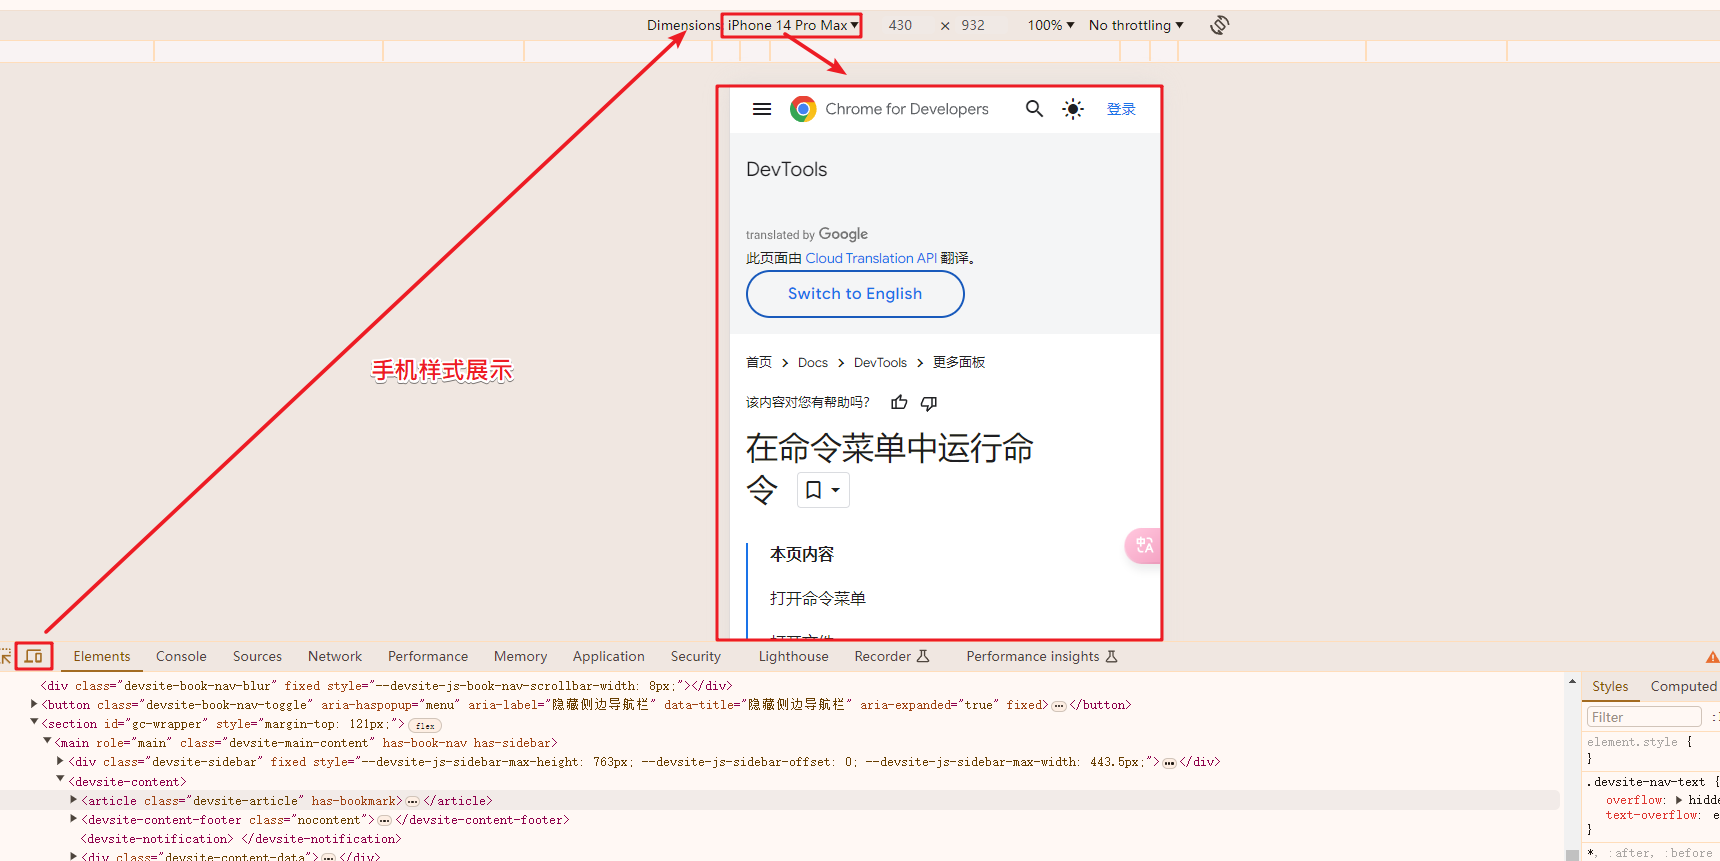 Dimensions iPhone 14 Pro Max ▼ 430 × 932 100% ▼ No throttling ▼
Chrome for Developers 登录
DevTools
translated by Google
此页面由 Cloud Translation API 翻译。
Switch to English
手机样式展示
首页 > Docs > DevTools > 更多面板
该内容对您有帮助吗?
在命令菜单中运行命
令
本页内容
打开命令菜单
打开文件
Elements Console Sources Network Performance Memory Application Security Lighthouse Recorder Performance insights
<div class="devsite-book-nav-blur" fixed style="--devsite-js-book-nav-scrollbar-width: 8px;"></div>
<button class="devsite-book-nav-toggle" aria-haspopup="menu" aria-label="隐藏侧边导航栏" data-title="隐藏侧边导航栏" aria-expanded="true" fixed>…</button>
<section id="gc-wrapper" style="margin-top: 121px;"> flex
<main role="main" class="devsite-main-content" has-book-nav has-sidebar>
<div class="devsite-sidebar" fixed style="--devsite-js-sidebar-max-height: 763px; --devsite-js-sidebar-offset: 0; --devsite-js-sidebar-max-width: 443.5px;">…</div>
<devsite-content>
<article class="devsite-article" has-bookmark>…</article>
<devsite-content-footer class="nocontent">…</devsite-content-footer>
<devsite-notification> </devsite-notification>
<div class="devsite-content-data">…</div>
Styles Computed
Filter
element.style {
}
.devsite-nav-text {
overflow: ▶ hidde
text-overflow: e
}
*, :after, :before